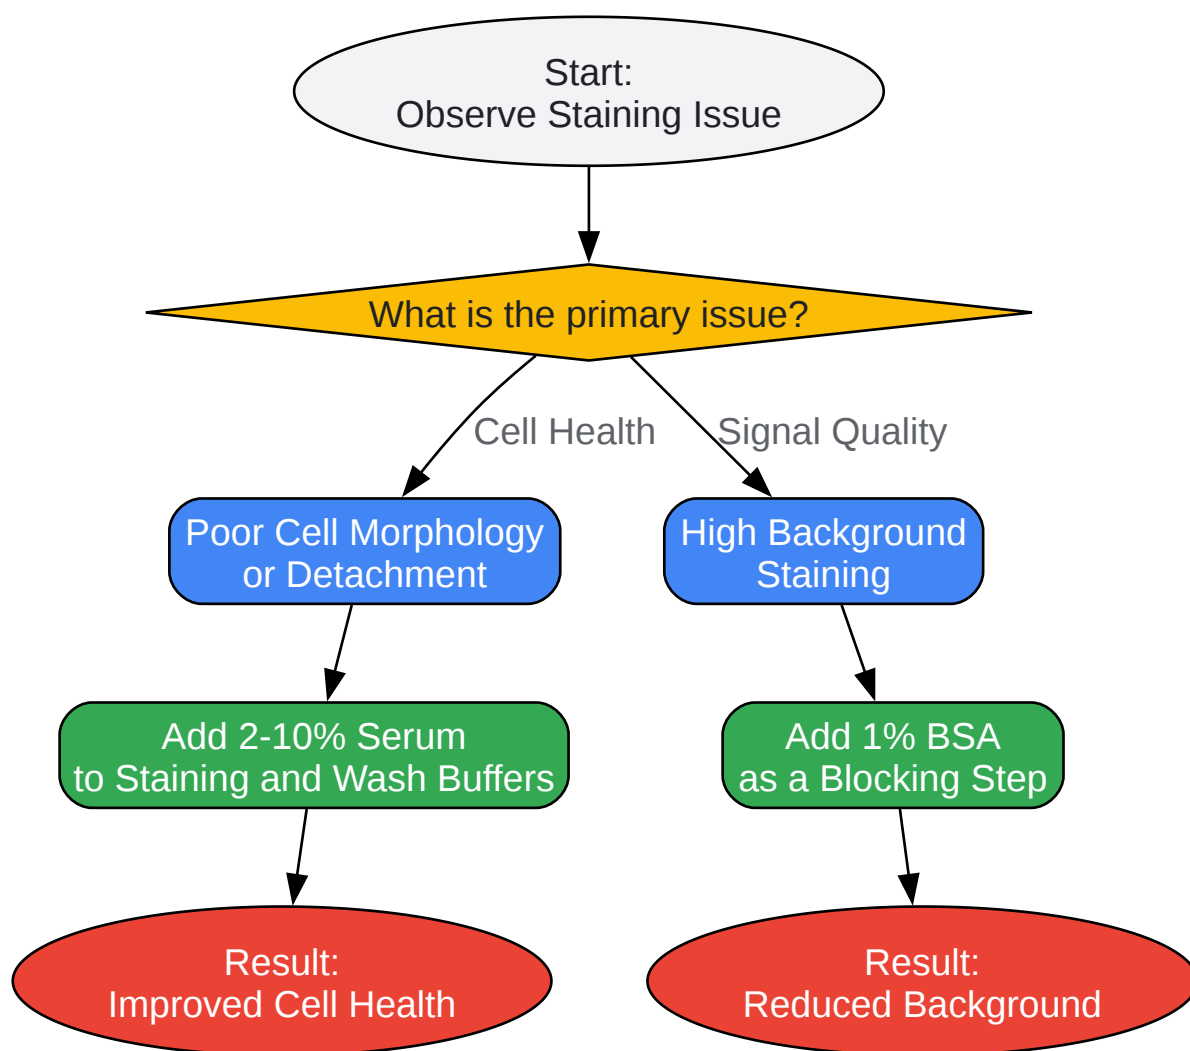 Start:
Observe Staining Issue
What is the primary issue?
Cell Health
Signal Quality
Poor Cell Morphology
or Detachment
High Background
Staining
Add 2-10% Serum
to Staining and Wash Buffers
Add 1% BSA
as a Blocking Step
Result:
Improved Cell Health
Result:
Reduced Background